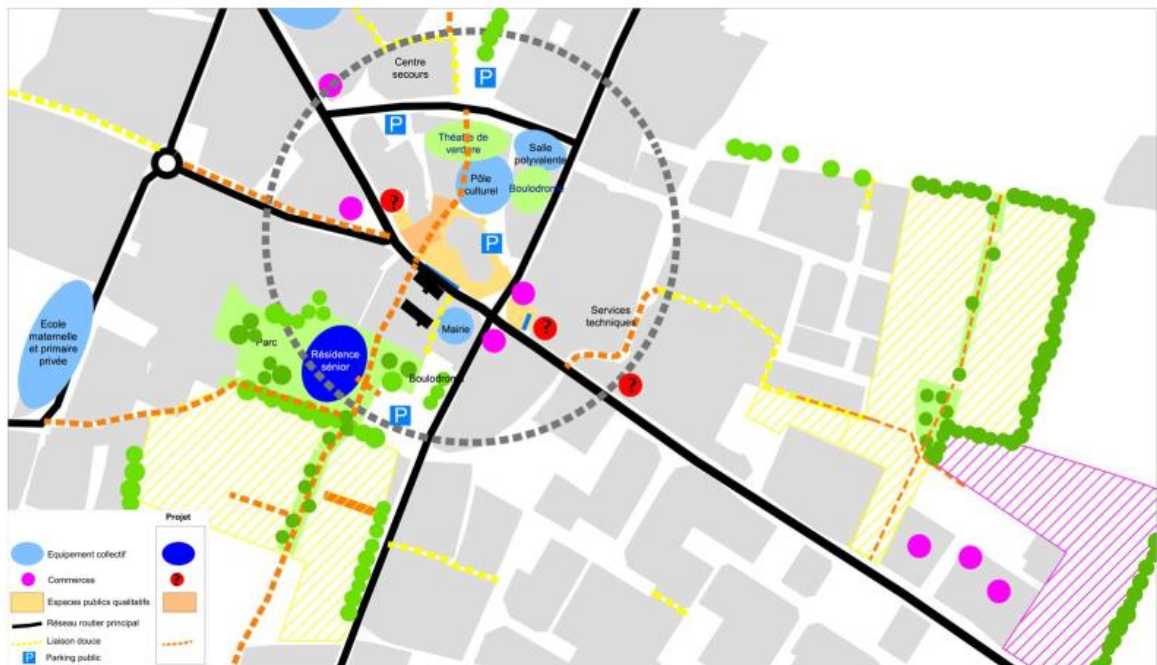 Centre
secours
P
P
Théatre de
verdure
Salle
polyvalente
Pôle
culturel
Boulodrome
?
P
Services
techniques
Mairie
?
?
Ecole
maternelle
et primaire
privée
Parc
Résidence
sénior
Boulodrome
P
Projet
Equipement collectif
Commerces
?
Espaces publics qualitatifs
Réseau routier principal
Liaison douce
P
Parking public